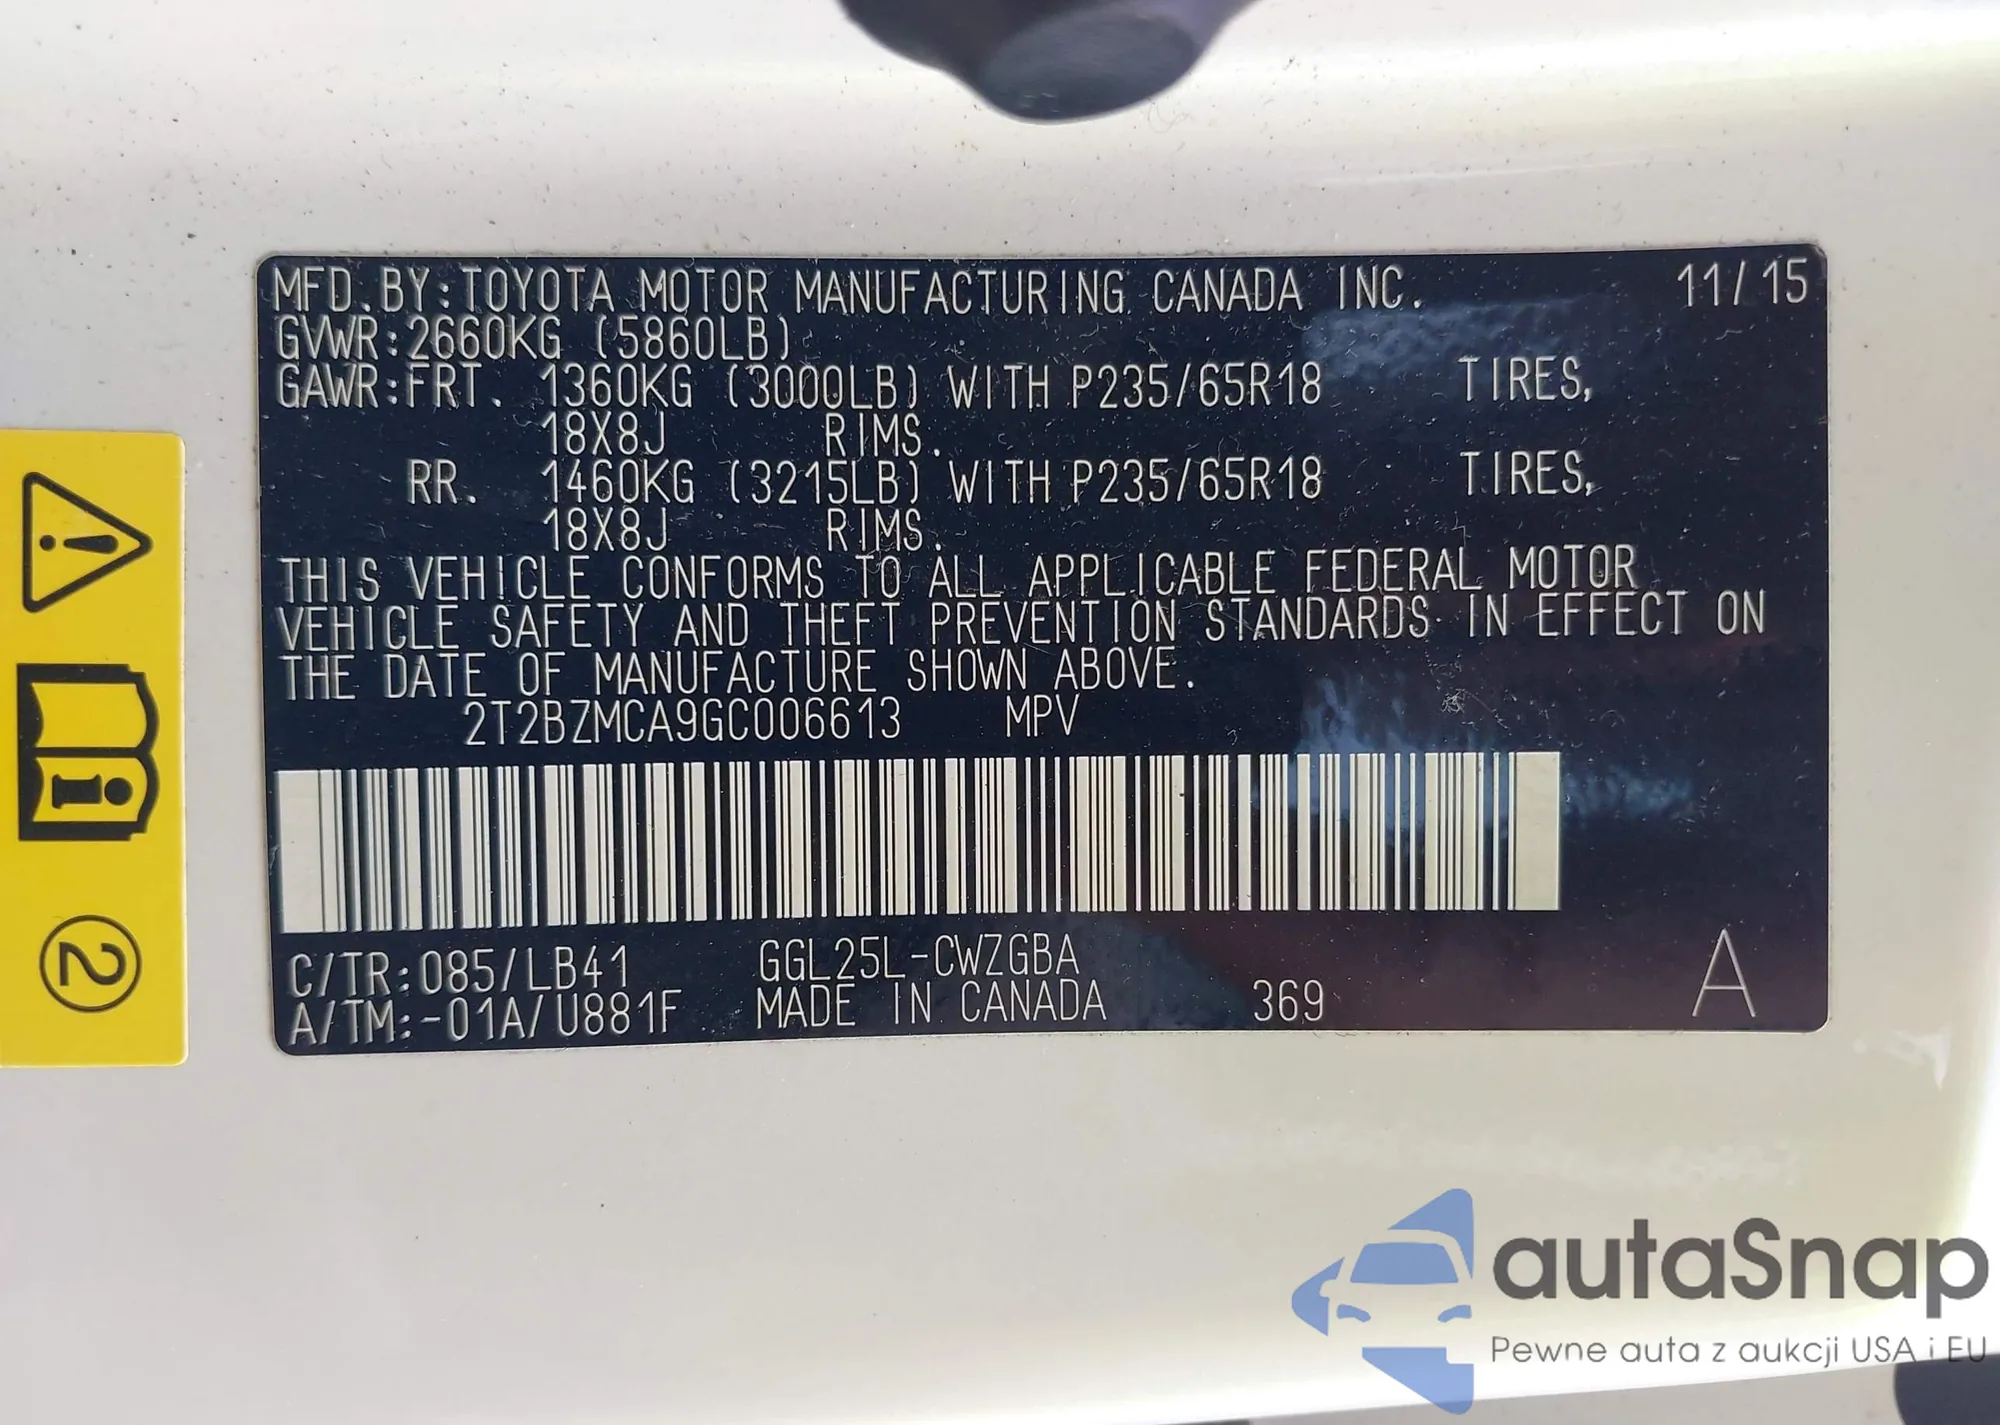 MFD.BY:TOYOTA MOTOR MANUFACTURING CANADA INC. 11/15
GVWR:2660KG (5860LB)
GAWR:FRT. 1360KG (3000LB) WITH P235/65R18 TIRES,
18X8J RIMS.
RR. 1460KG (3215LB) WITH P235/65R18 TIRES,
18X8J RIMS.
THIS VEHICLE CONFORMS TO ALL APPLICABLE FEDERAL MOTOR
VEHICLE SAFETY AND THEFT PREVENTION STANDARDS IN EFFECT ON
THE DATE OF MANUFACTURE SHOWN ABOVE.
2T2BZMCA9GC006613 MPV
C/TR:085/LB41 GGL25L-CWZGBA
A/TM:-01A/U881F MADE IN CANADA 369 A
2
autaSnap
Pewne auta z aukcji USA i EU